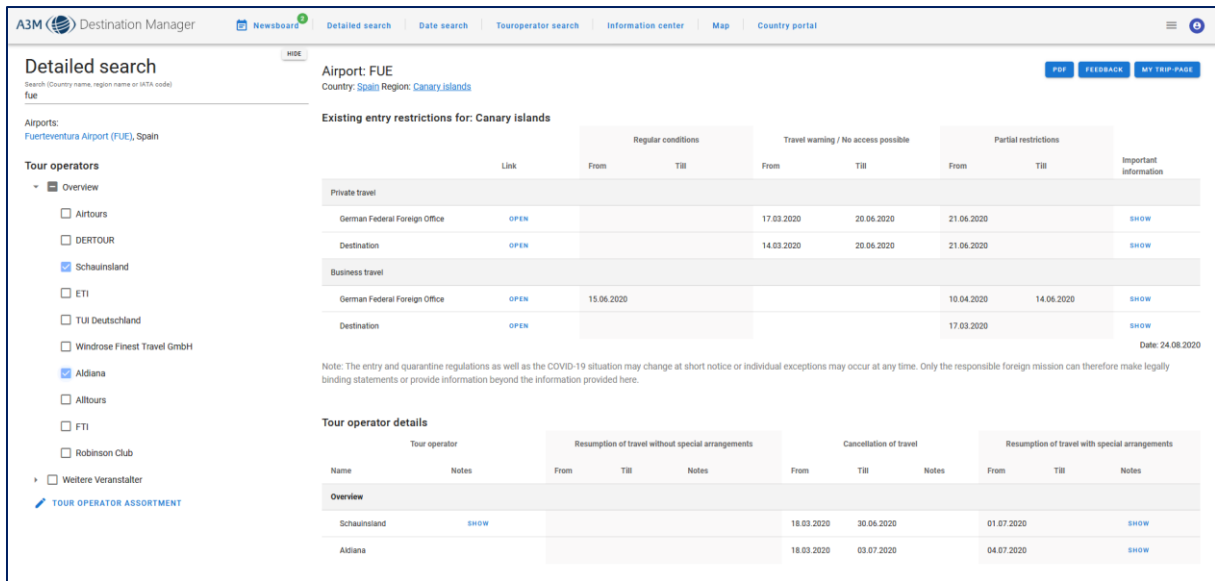 A3M Destination Manager
Newsboard 2 Detailed search Date search Touroperator search Information center Map Country portal
HIDE
Detailed search
Search (Country name, region name or IATA code)
fue
Airports:
Fuerteventura Airport (FUE), Spain
Tour operators
Overview
Airtours
DERTOUR
Schauinsland
ETI
TUI Deutschland
Windrose Finest Travel GmbH
Aldiana
Alltours
FTI
Robinson Club
Weitere Veranstalter
TOUR OPERATOR ASSORTMENT
Airport: FUE
PDF FEEDBACK MY TRIP-PAGE
Country: Spain Region: Canary islands
Existing entry restrictions for: Canary islands
Regular conditions Travel warning / No access possible Partial restrictions
Link From Till From Till From Till Important information
Private travel
German Federal Foreign Office OPEN 17.03.2020 20.06.2020 21.06.2020 SHOW
Destination OPEN 14.03.2020 20.06.2020 21.06.2020 SHOW
Business travel
German Federal Foreign Office OPEN 15.06.2020 10.04.2020 14.06.2020 SHOW
Destination OPEN 17.03.2020 SHOW
Date: 24.08.2020
Note: The entry and quarantine regulations as well as the COVID-19 situation may change at short notice or individual exceptions may occur at any time. Only the responsible foreign mission can therefore make legally
binding statements or provide information beyond the information provided here.
Tour operator details
Tour operator Resumption of travel without special arrangements Cancellation of travel Resumption of travel with special arrangements
Name Notes From Till Notes From Till Notes From Till Notes
Overview
Schauinsland SHOW 18.03.2020 30.06.2020 01.07.2020 SHOW
Aldiana 18.03.2020 03.07.2020 04.07.2020 SHOW